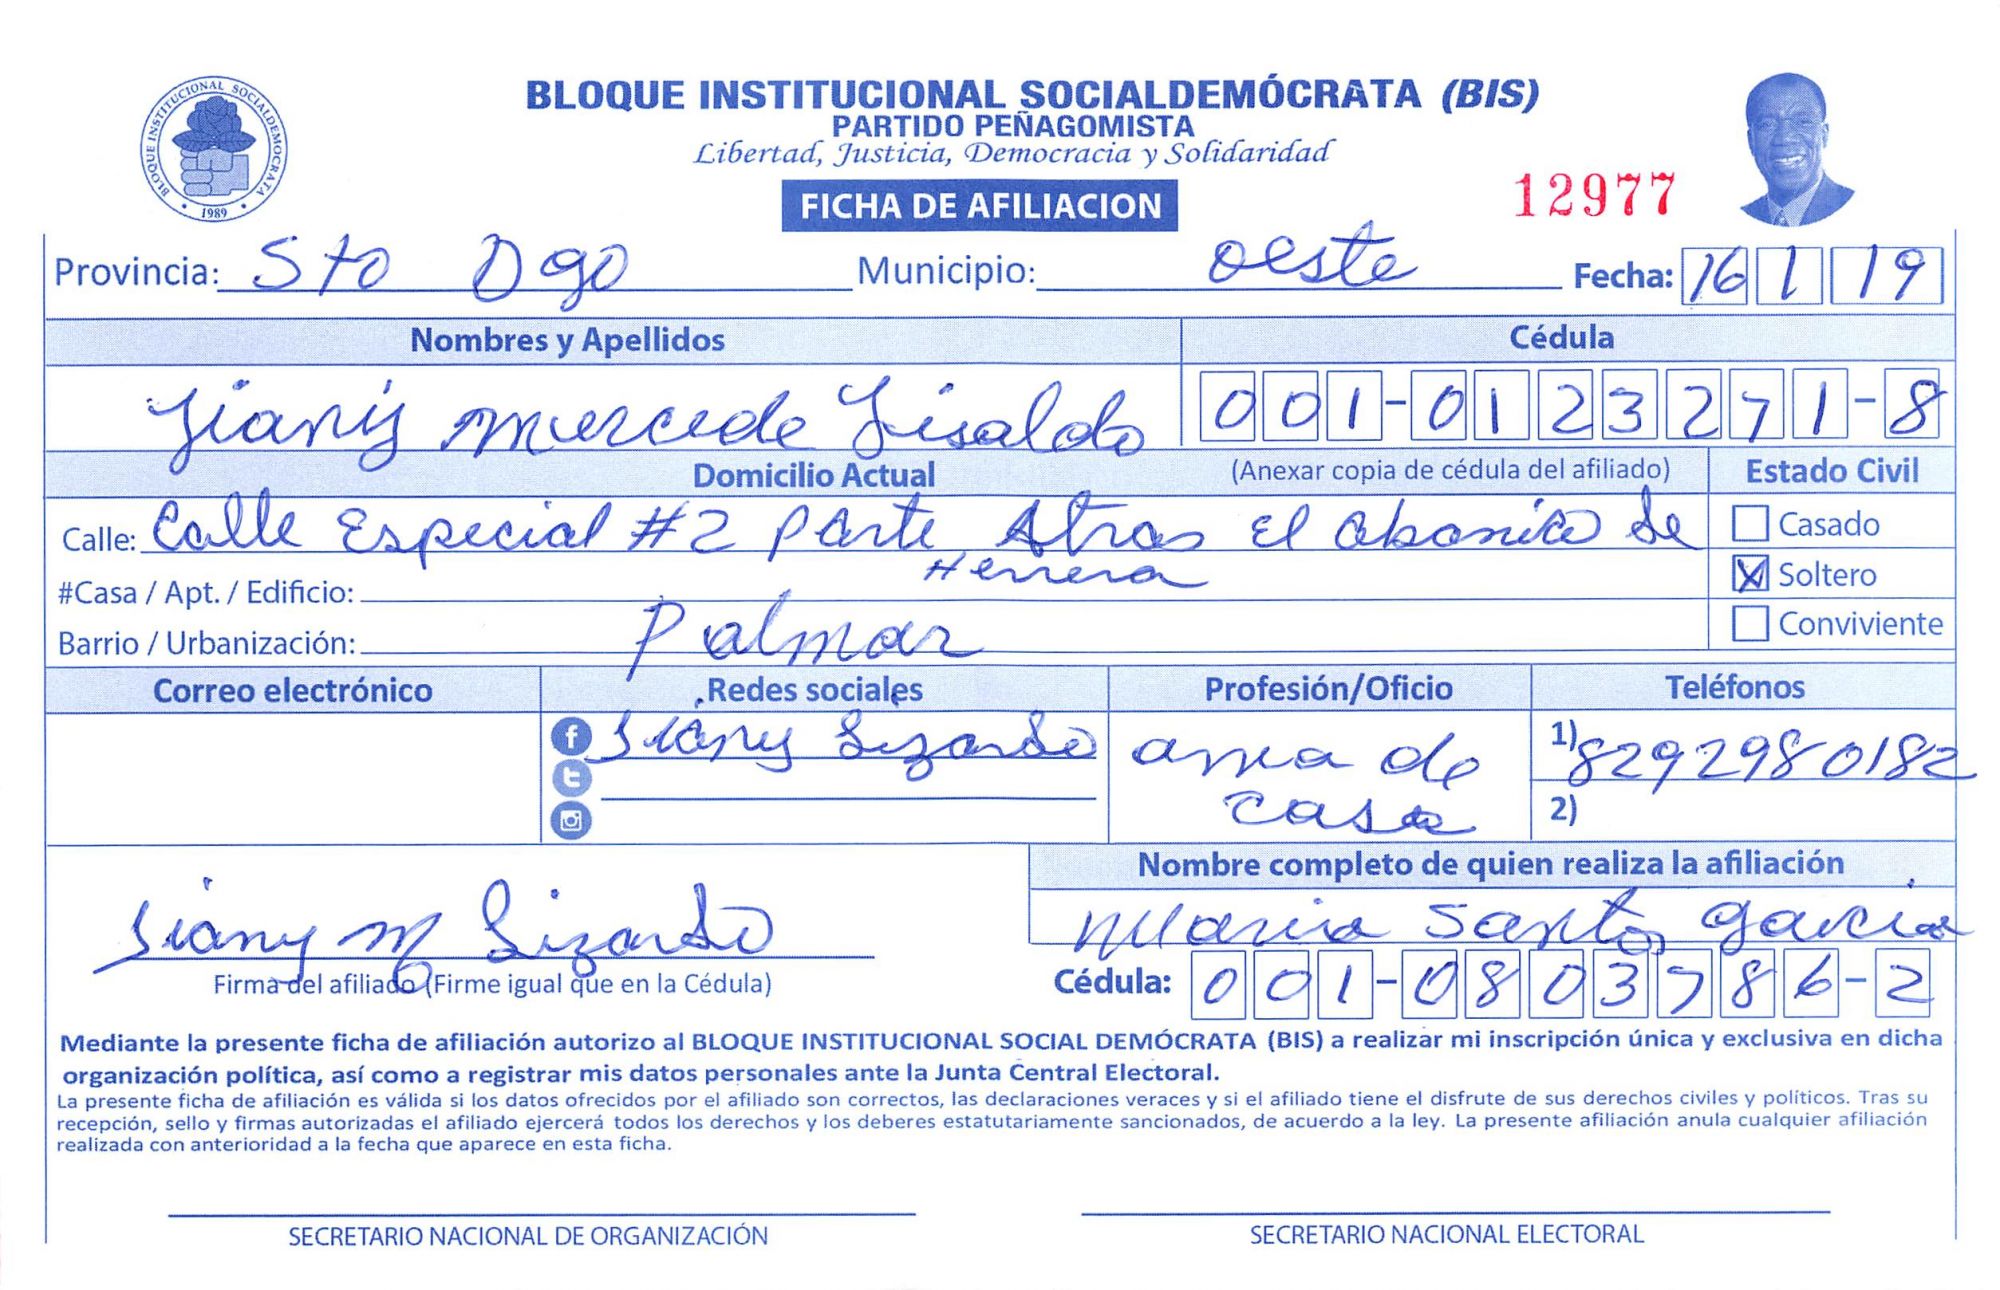 BLOQUE INSTITUCIONAL SOCIALDEMOCRATA
1989
BLOQUE INSTITUCIONAL SOCIALDEMÓCRATA (BIS)
PARTIDO PEÑAGOMISTA
Libertad, Justicia, Democracia y Solidaridad
FICHA DE AFILIACION
12977
Provincia: Sto Dgo Municipio: oeste Fecha: 16 1 19
Nombres y Apellidos Cédula
Mercede 001-0123271-8
Domicilio Actual (Anexar copia de cédula del afiliado) Estado Civil
Calle: Calle Especial #2 parte Atras El abanico de
Herrera
Casado
#Casa / Apt. / Edificio:
Soltero
Barrio / Urbanización: Palmar
Conviviente
Correo electrónico Redes sociales Profesión/Oficio Teléfonos
Lizardo ama de 1) 8292980182
casa 2)
Nombre completo de quien realiza la afiliación
M Lizardo Maria Santos Garcia
Firma del afiliado (Firme igual que en la Cédula) Cédula: 001-0803786-2
Mediante la presente ficha de afiliación autorizo al BLOQUE INSTITUCIONAL SOCIAL DEMÓCRATA (BIS) a realizar mi inscripción única y exclusiva en dicha
organización política, así como a registrar mis datos personales ante la Junta Central Electoral.
La presente ficha de afiliación es válida si los datos ofrecidos por el afiliado son correctos, las declaraciones veraces y si el afiliado tiene el disfrute de sus derechos civiles y políticos. Tras su
recepción, sello y firmas autorizadas el afiliado ejercerá todos los derechos y los deberes estatutariamente sancionados, de acuerdo a la ley. La presente afiliación anula cualquier afiliación
realizada con anterioridad a la fecha que aparece en esta ficha.
SECRETARIO NACIONAL DE ORGANIZACIÓN SECRETARIO NACIONAL ELECTORAL